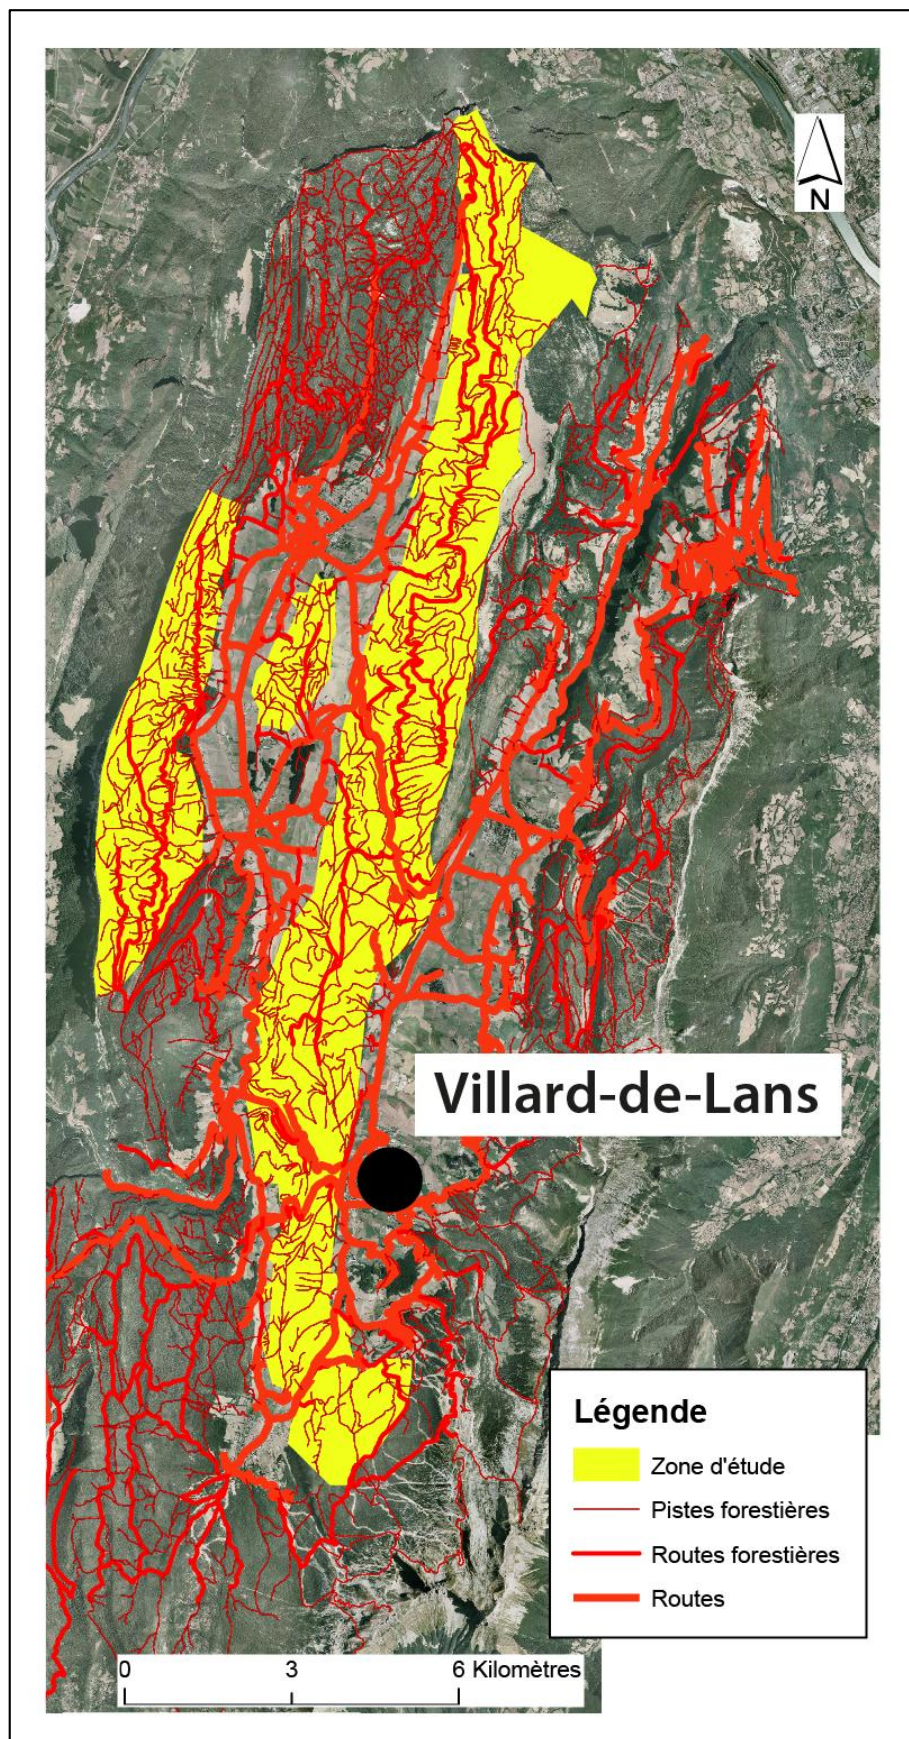 N
Villard-de-Lans
Légende
Zone d'étude
Pistes forestières
Routes forestières
Routes
0 3 6 Kilomètres